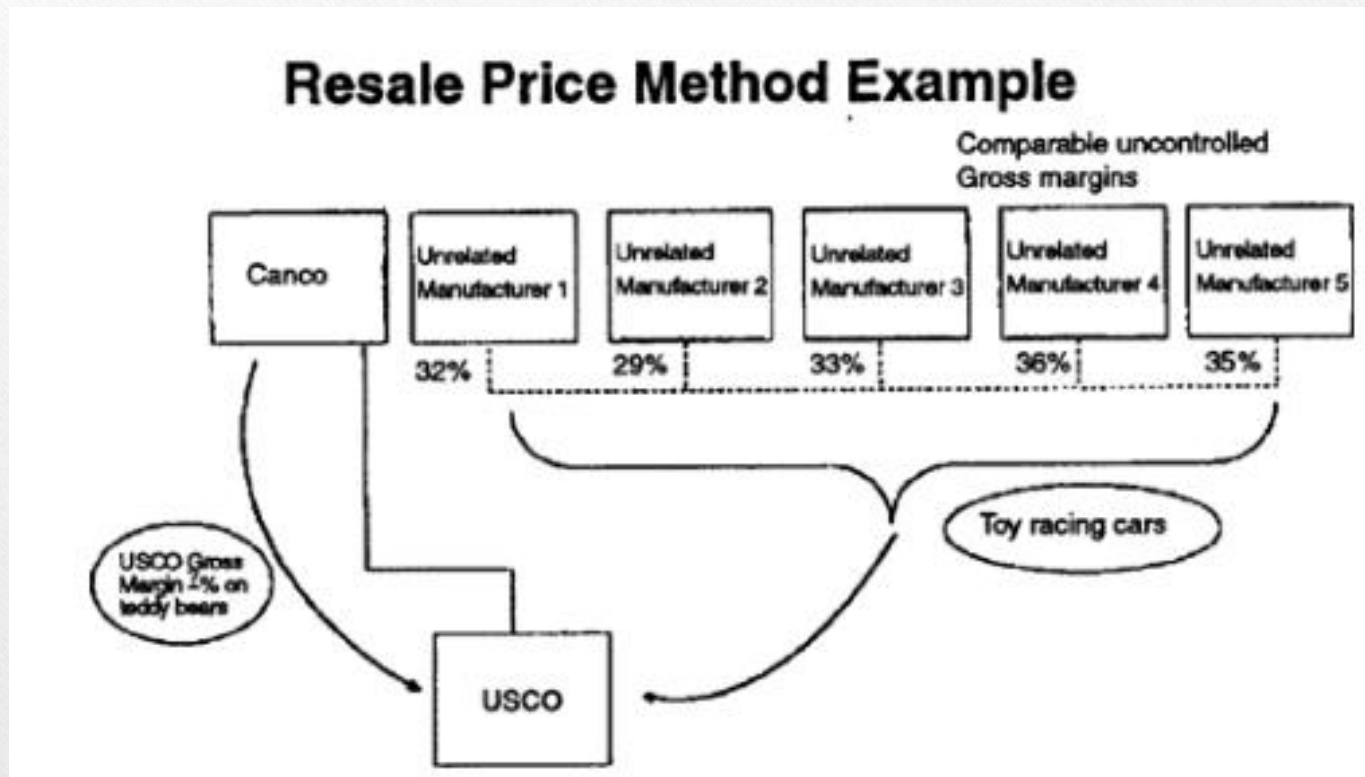 Resale Price Method Example
Comparable uncontrolled
Gross margins
Canco
Unrelated
Manufacturer 1
Unrelated
Manufacturer 2
Unrelated
Manufacturer 3
Unrelated
Manufacturer 4
Unrelated
Manufacturer 5
32%
29%
33%
36%
35%
Toy racing cars
USCO Gross
Margin % on
teddy bears
USCO